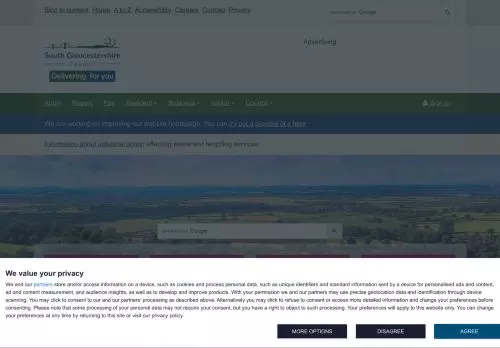 Skip to content Home A to Z Accessibility Careers Contact Privacy
Google
Advertising
South Gloucestershire
Council
Delivering for you
Apply Report Pay Resident Business Visitor Council Sign In
We are working on improving our website homepage. You can try out a preview of it here
Information about industrial action affecting waste and recycling services
Google
We value your privacy
We and our partners store and/or access information on a device, such as cookies and process personal data, such as unique identifiers and standard information sent by a device for personalised ads and content,
ad and content measurement, and audience insights, as well as to develop and improve products. With your permission we and our partners may use precise geolocation data and identification through device
scanning. You may click to consent to our and our partners' processing as described above. Alternatively you may click to refuse to consent or access more detailed information and change your preferences before
consenting. Please note that some processing of your personal data may not require your consent, but you have a right to object to such processing. Your preferences will apply to this website only. You can change
your preferences at any time by returning to this site or visit our privacy policy.
MORE OPTIONS DISAGREE AGREE